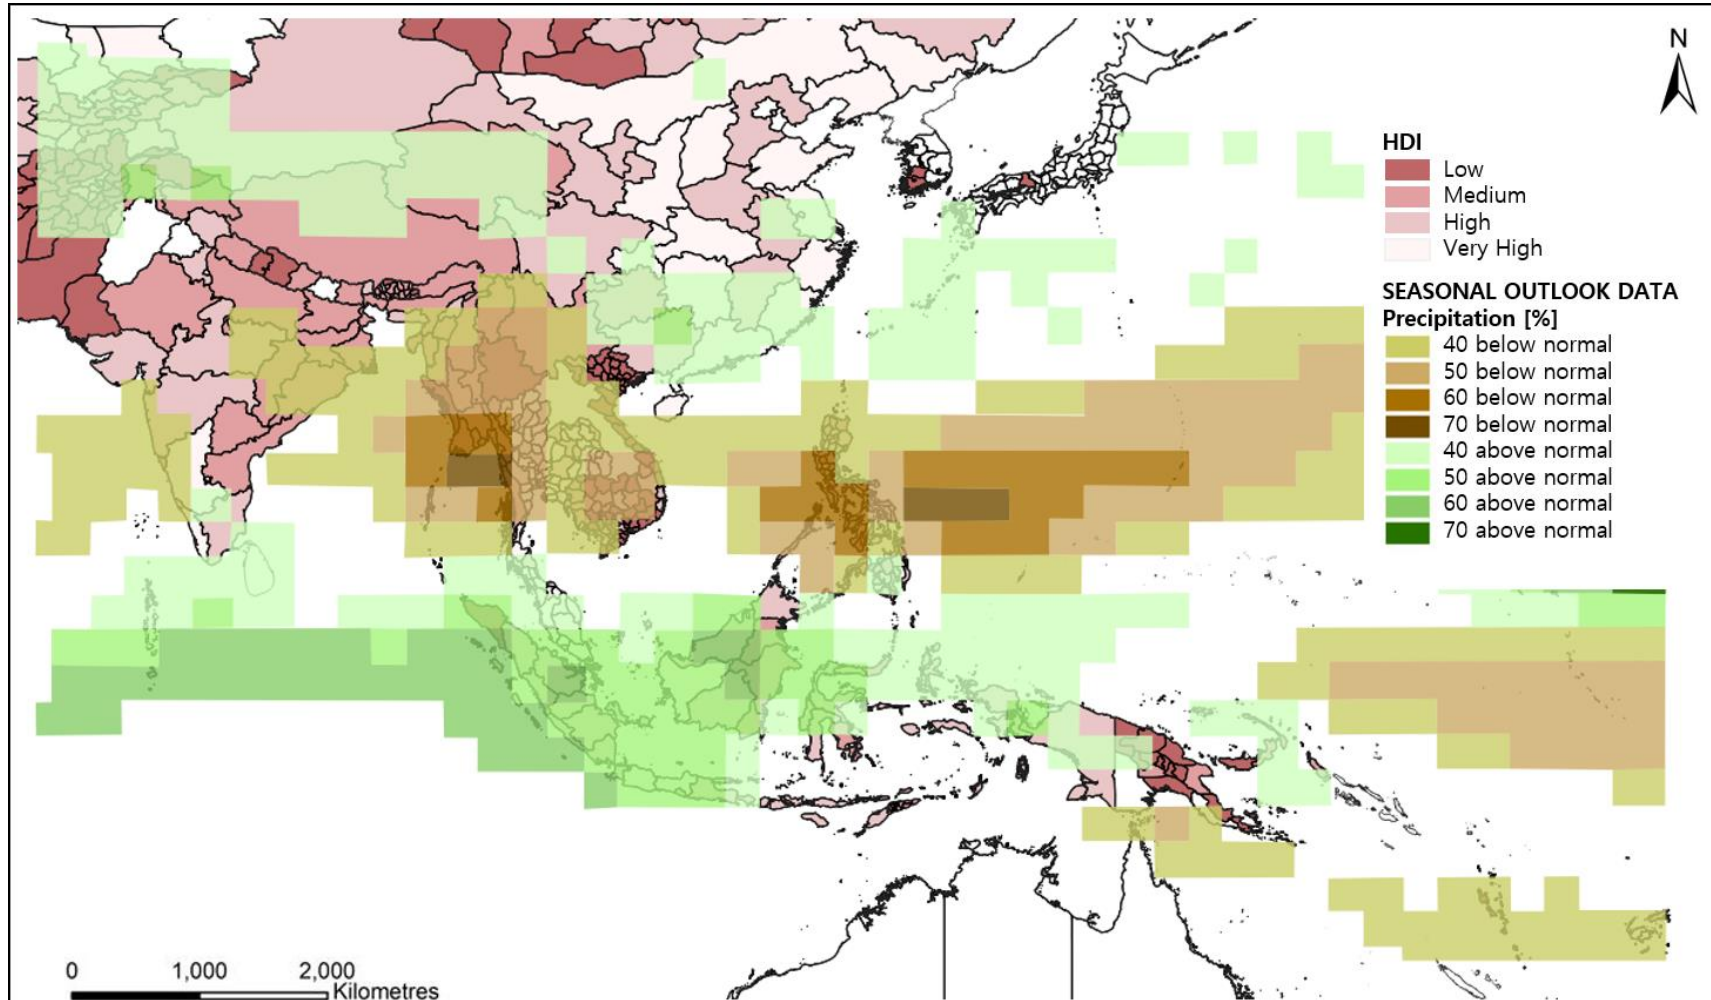 N
HDI
Low
Medium
High
Very High
SEASONAL OUTLOOK DATA
Precipitation [%]
40 below normal
50 below normal
60 below normal
70 below normal
40 above normal
50 above normal
60 above normal
70 above normal
0 1,000 2,000
Kilometres